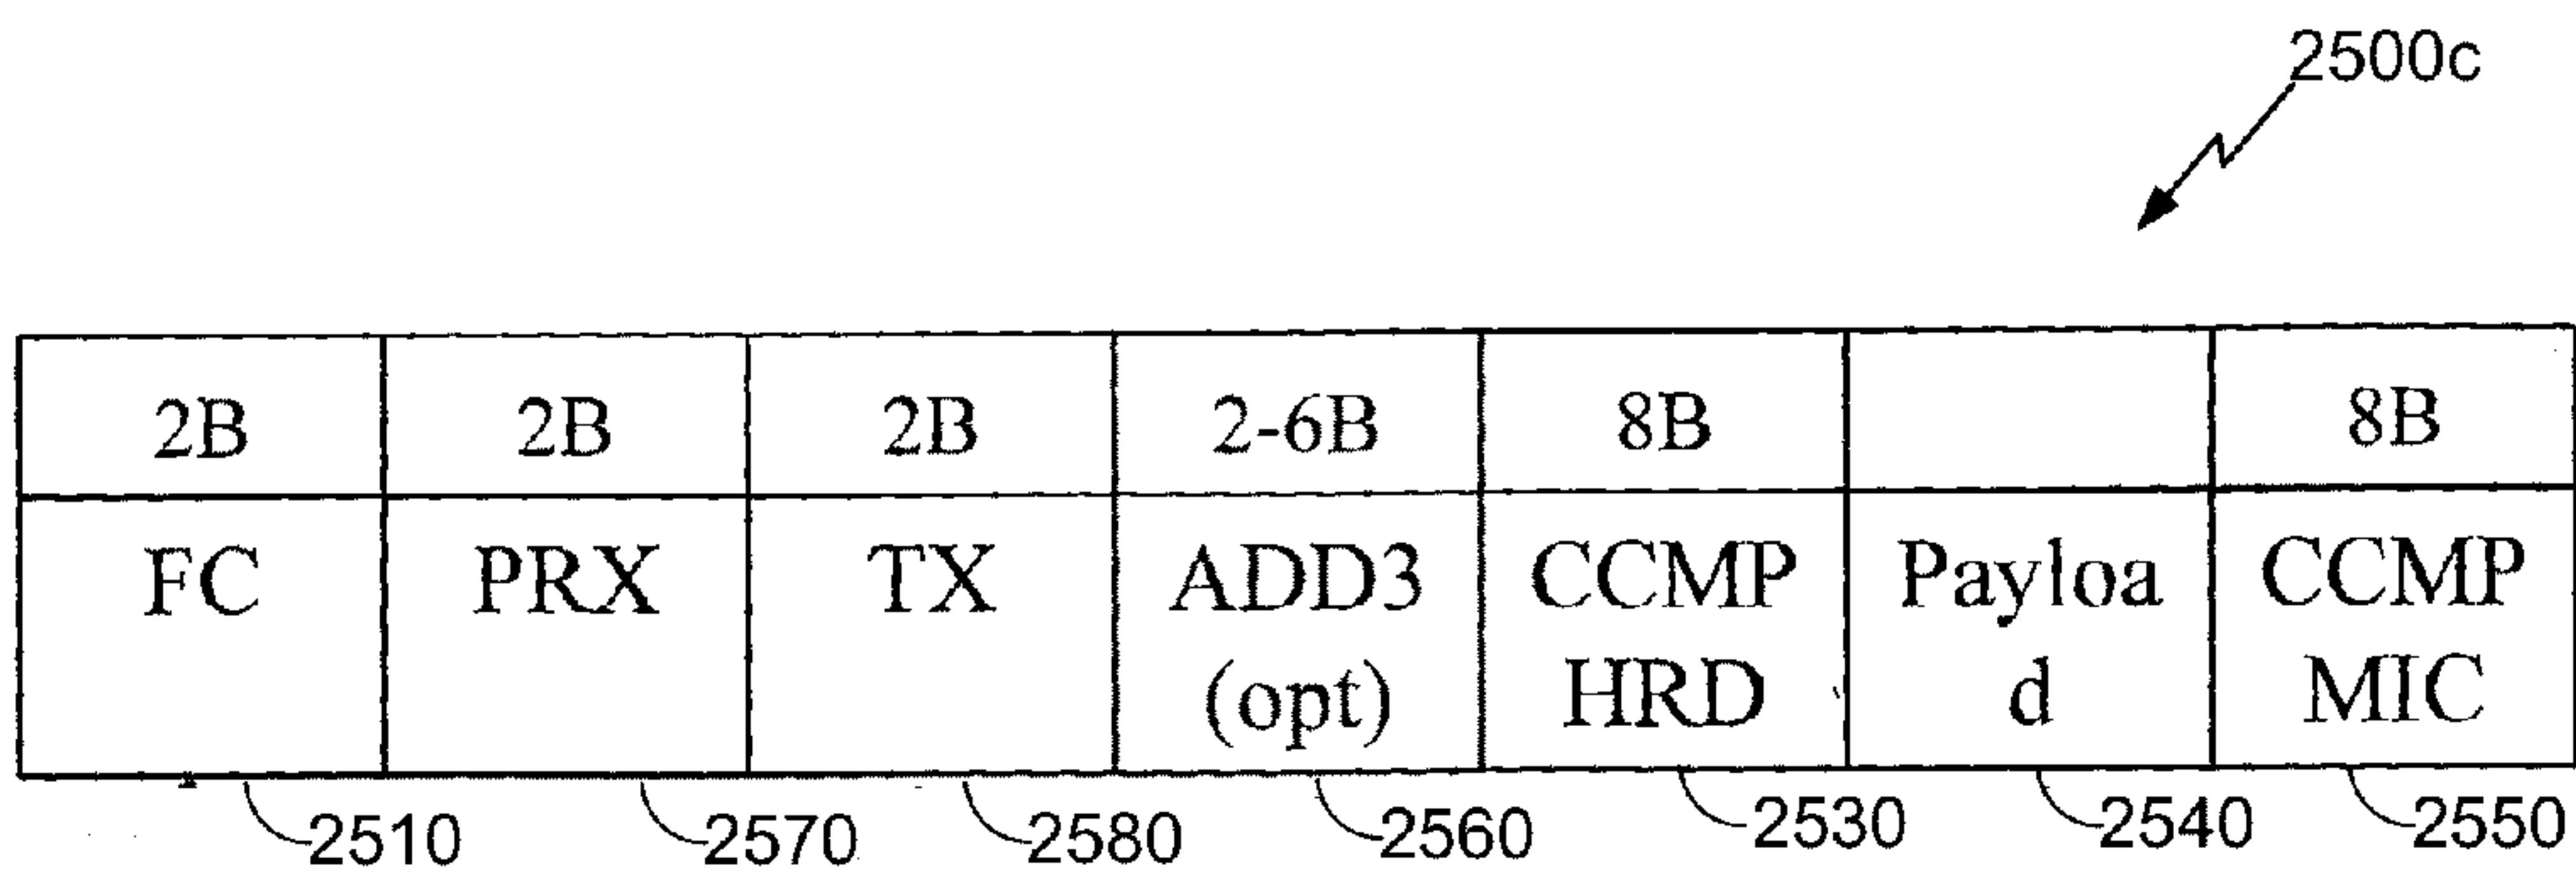 2500c
2B 2B 2B 2-6B 8B 8B
FC PRX TX ADD3 CCMP Payloa CCMP
(opt) HRD d MIC
2510 2570 2580 2560 2530 2540 2550